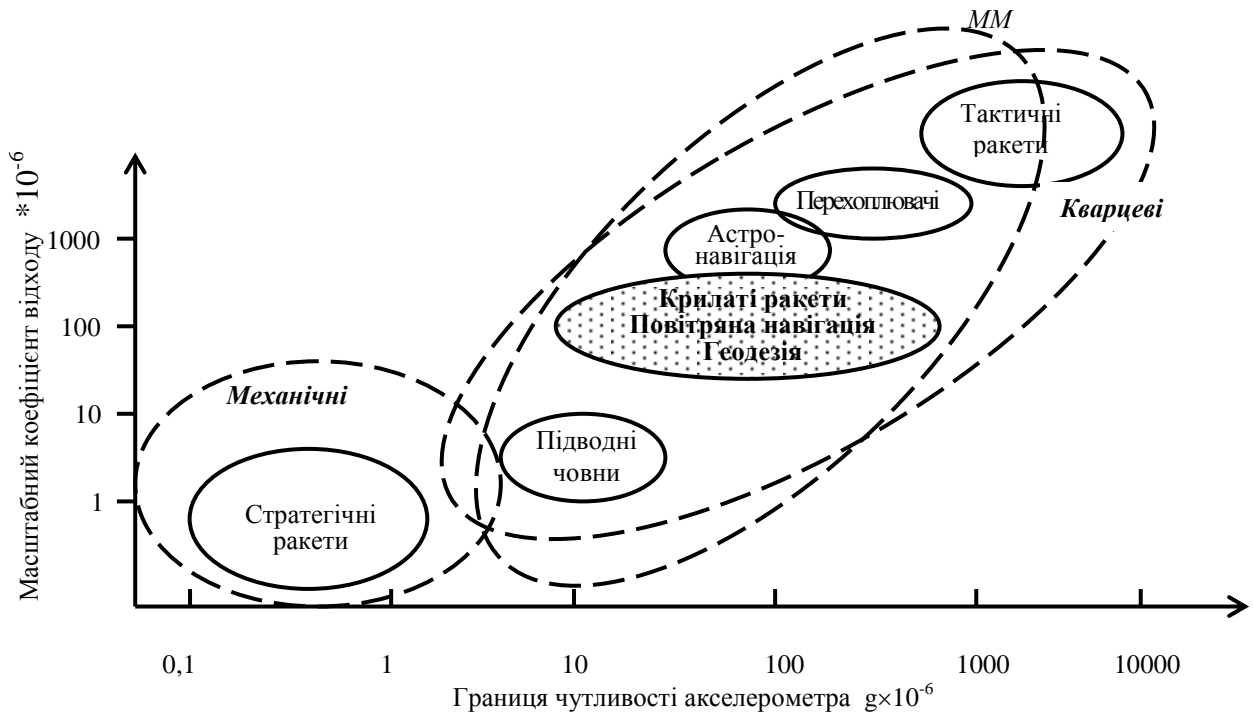 ММ
Тактичні
ракети
Перехоплювачі
Кварцеві
Астро-
навігація
Крилаті ракети
Повітряна навігація
Геодезія
Механічні
Підводні
човни
Стратегічні
ракети
Масштабний коефіцієнт відходу *10-6
1000
100
10
1
0,1 1 10 100 1000 10000
Границя чутливості акселерометра g×10-6